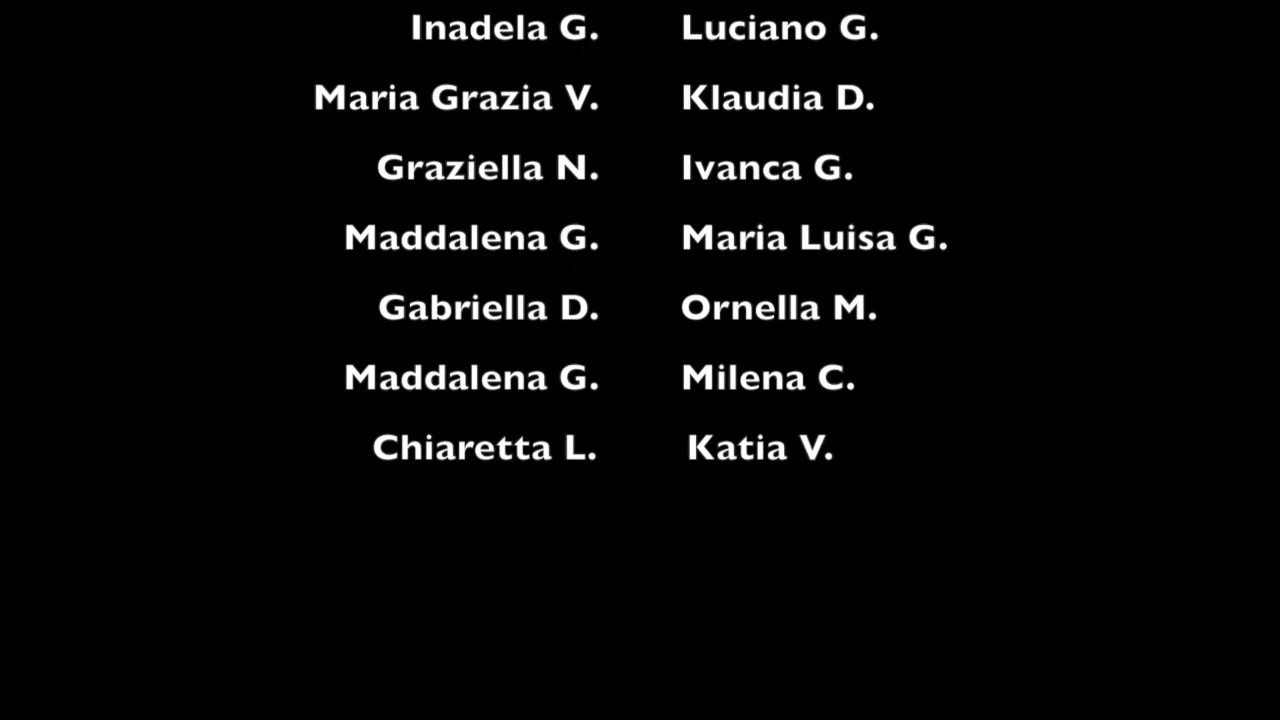 Inadela G. Luciano G.
Maria Grazia V. Klaudia D.
Graziella N. Ivanca G.
Maddalena G. Maria Luisa G.
Gabriella D. Ornella M.
Maddalena G. Milena C.
Chiaretta L. Katia V.